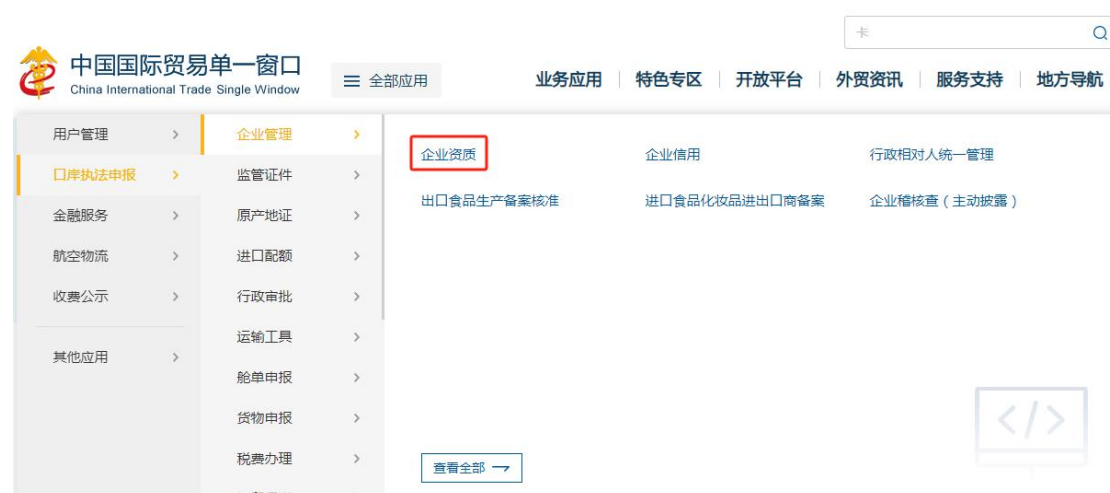 卡
中国国际贸易单一窗口
China International Trade Single Window
全部应用
业务应用 特色专区 开放平台 外贸资讯 服务支持 地方导航
用户管理
口岸执法申报
金融服务
航空物流
收费公示
其他应用
企业管理
监管证件
原产地证
进口配额
行政审批
运输工具
舱单申报
货物申报
税费办理
企业资质 企业信用 行政相对人统一管理
出口食品生产备案核准 进口食品化妆品进出口商备案 企业稽核查（主动披露）
</>
查看全部